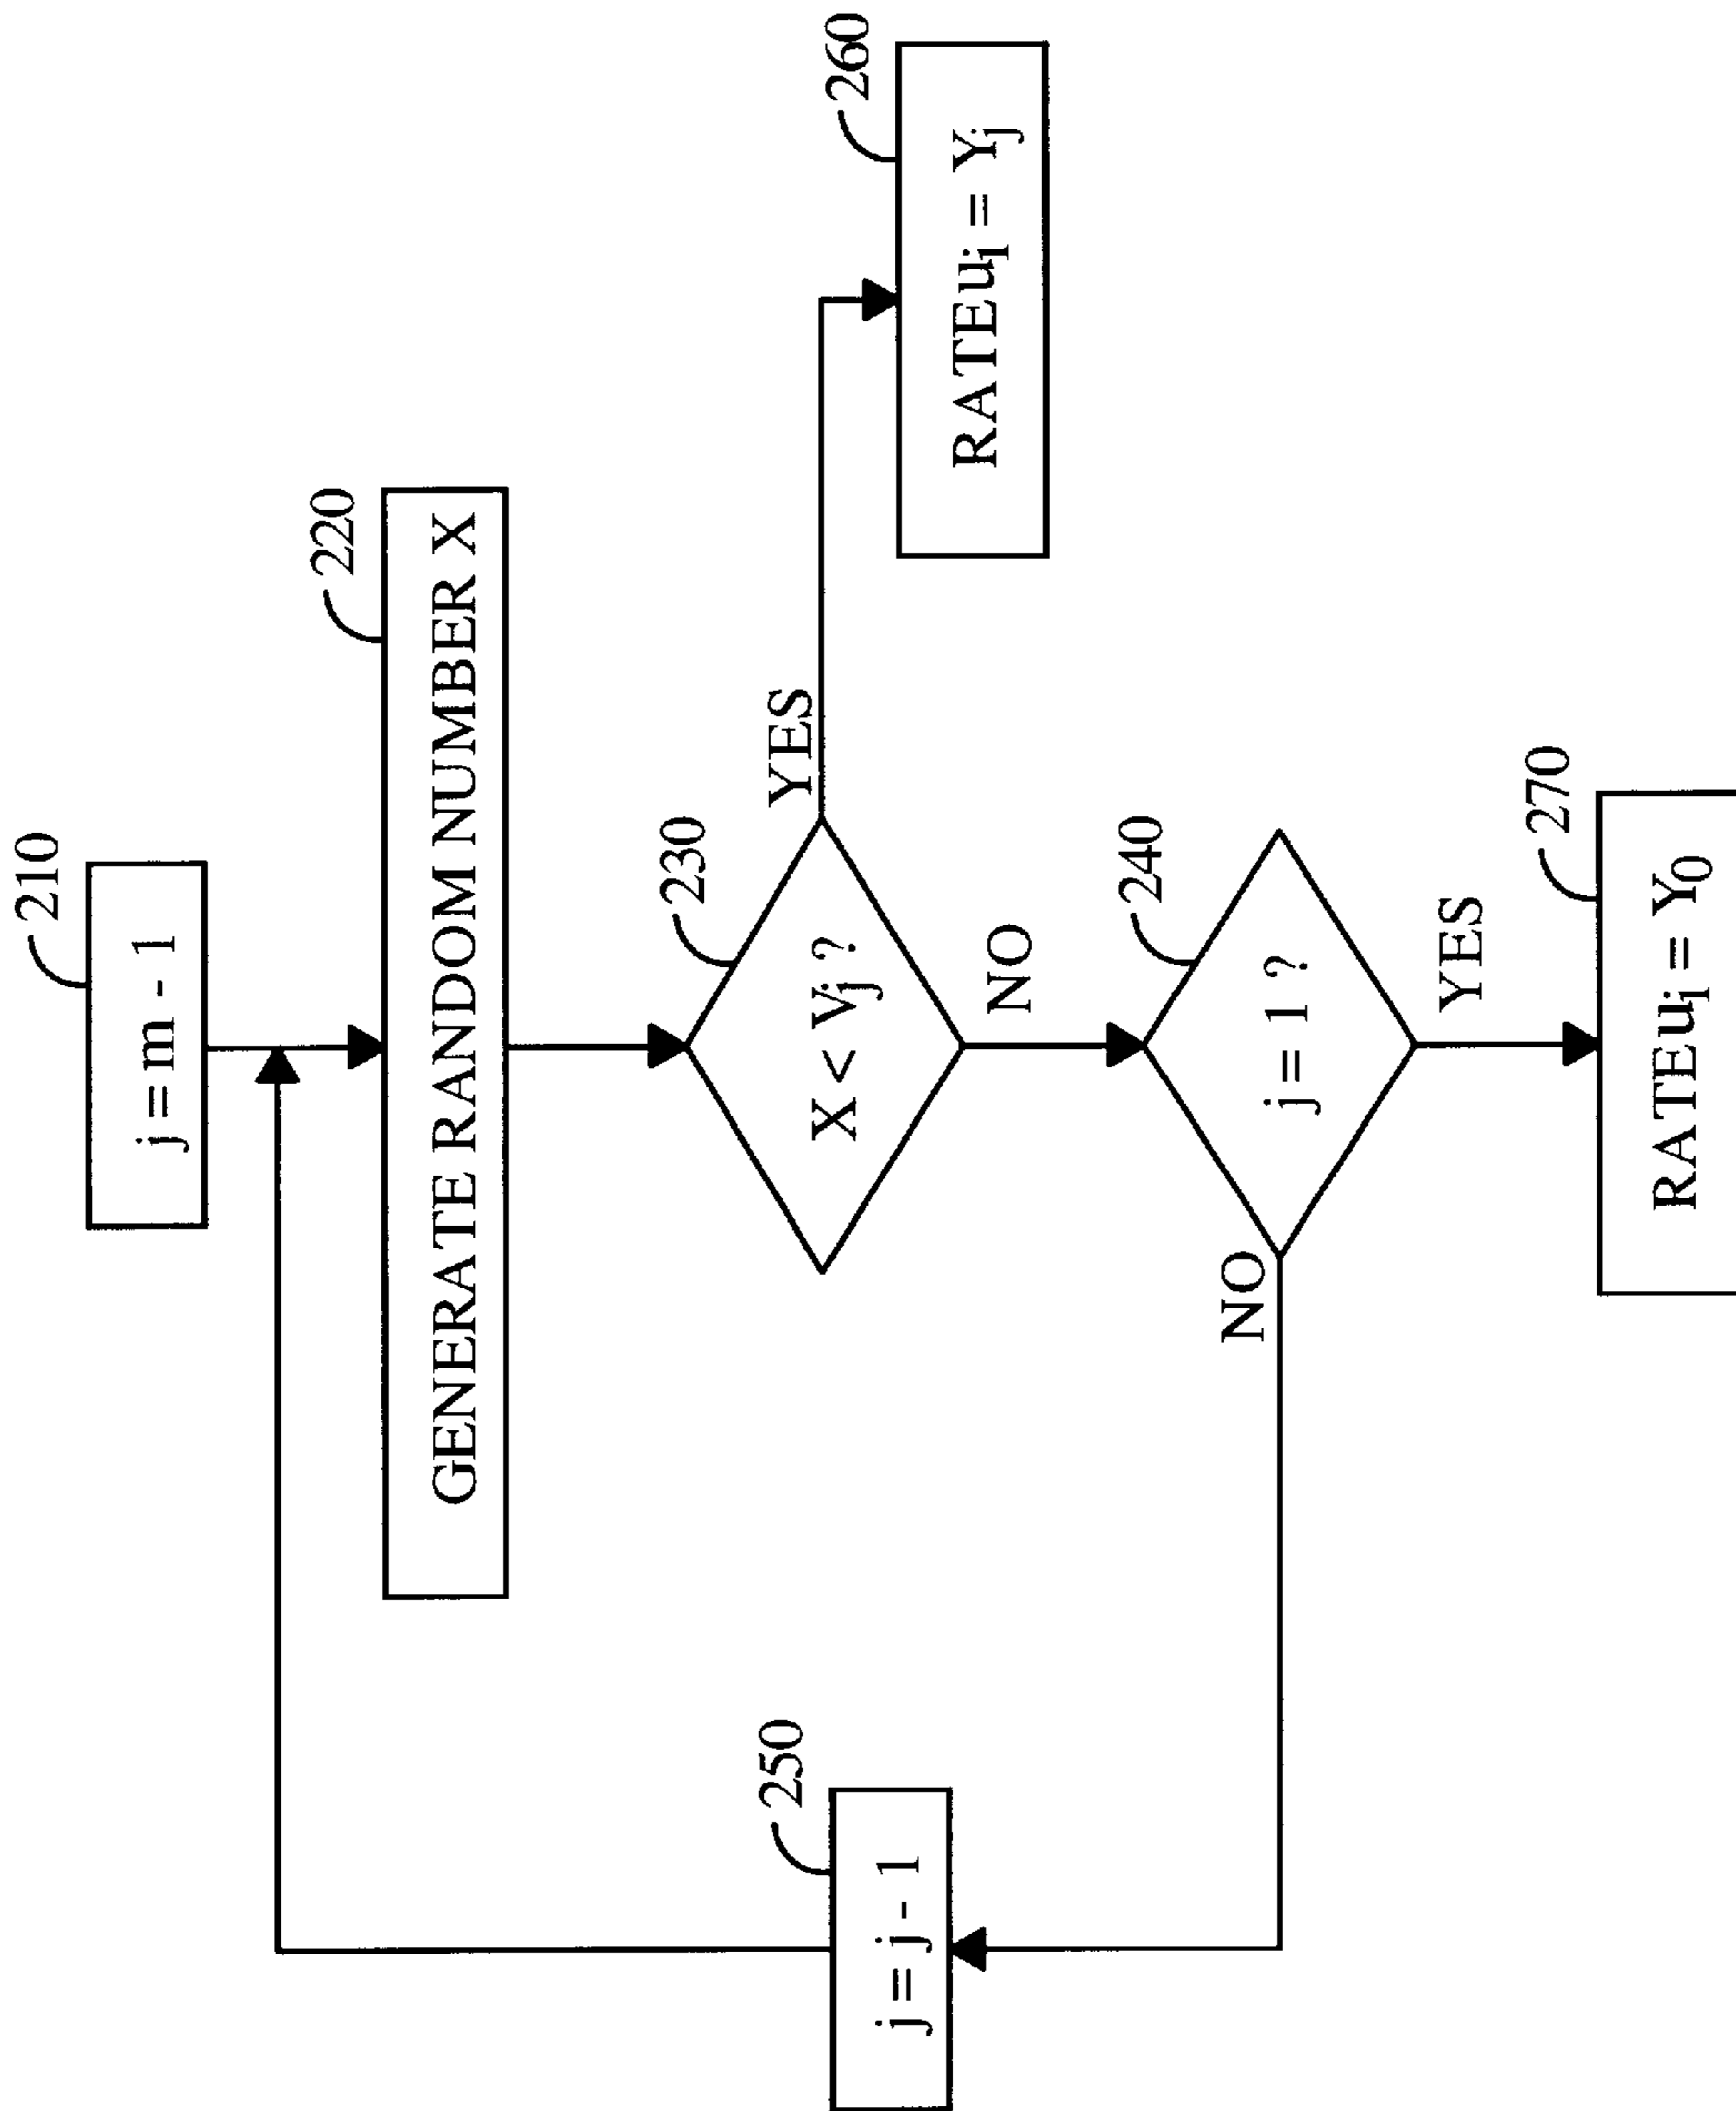 210
j = m - 1
220
GENERATE RANDOM NUMBER X
230
X < Vj ?
YES
260
RATEui = Yj
NO
240
j = 1 ?
NO
250
j = j - 1
YES
270
RATEui = Y0